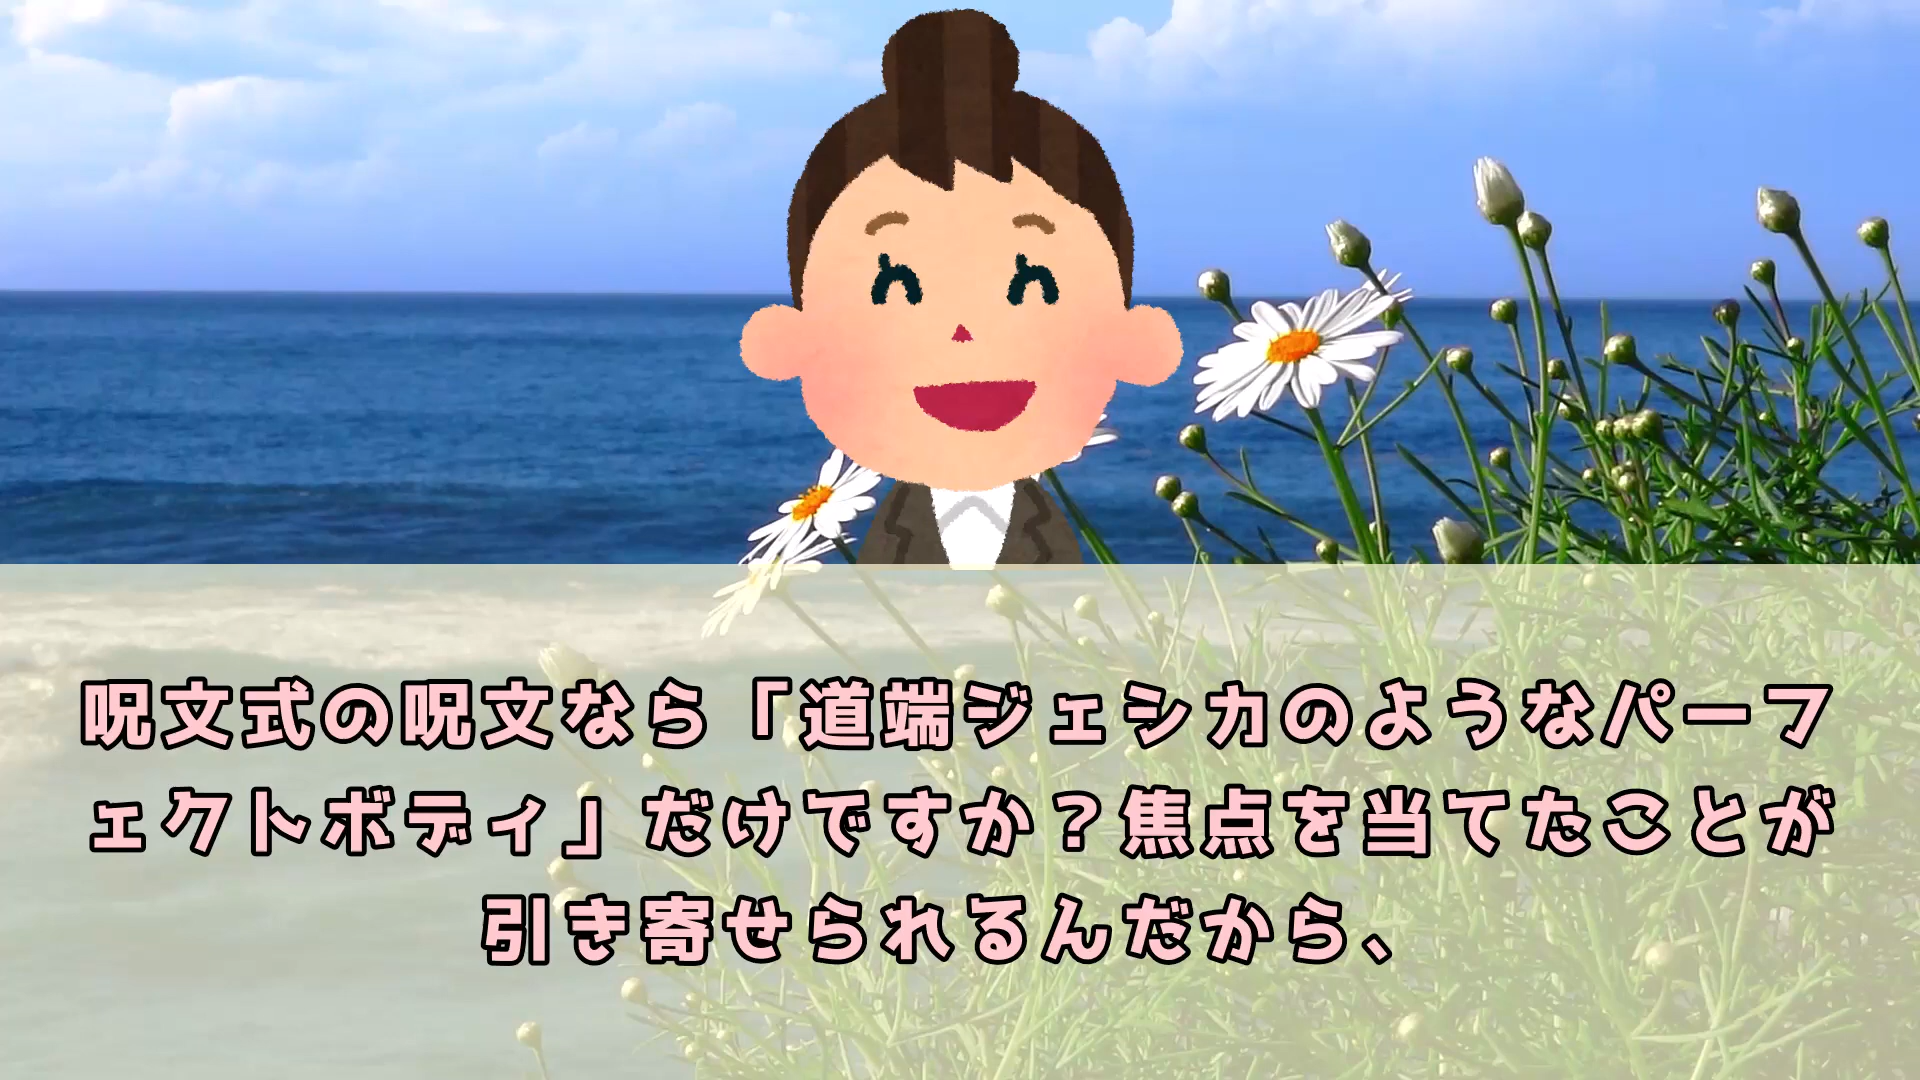 呪文式の呪文なら「道端ジェシカのようなパーフ
ェクトボディ」だけですか？焦点を当てたことが
引き寄せられるんだから、